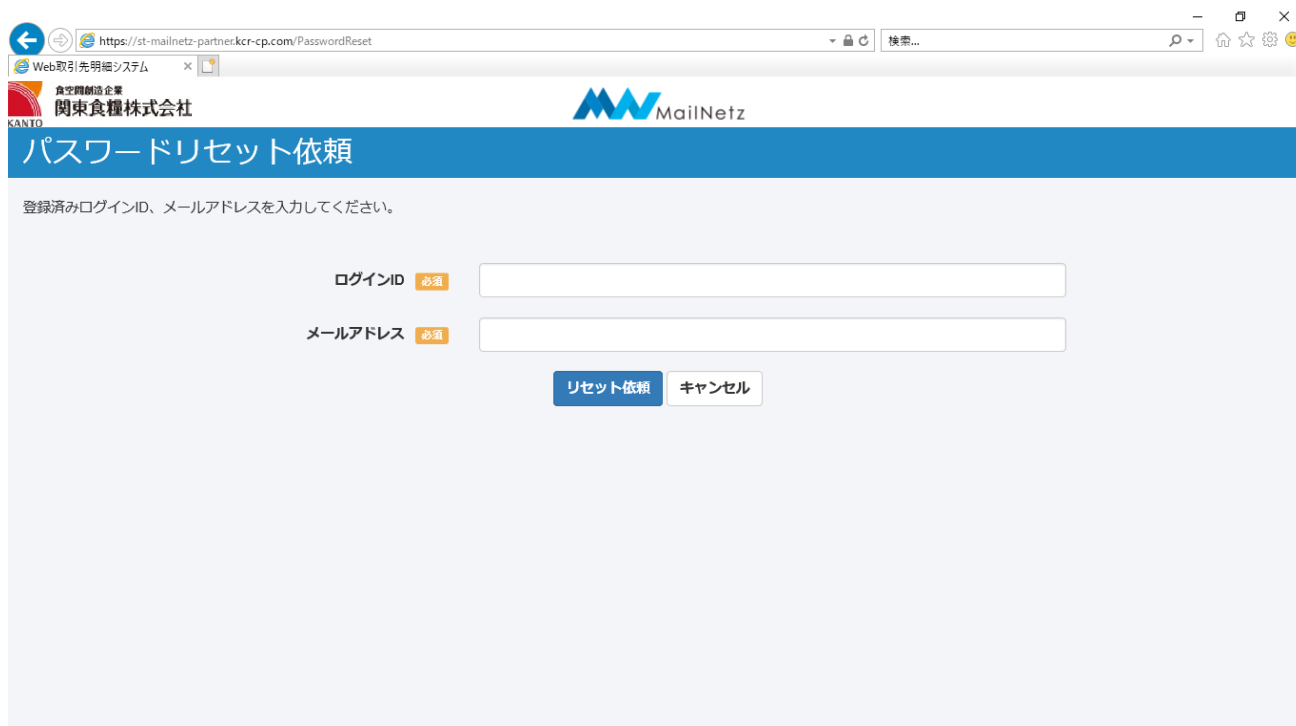 https://st-mailnetz-partner.kcr-cp.com/PasswordReset
検索...
Web取引先明細システム
食空間創造企業
関東食糧株式会社
KANTO
MailNetz
パスワードリセット依頼
登録済みログインID、メールアドレスを入力してください。
ログインID 必須
メールアドレス 必須
リセット依頼 キャンセル